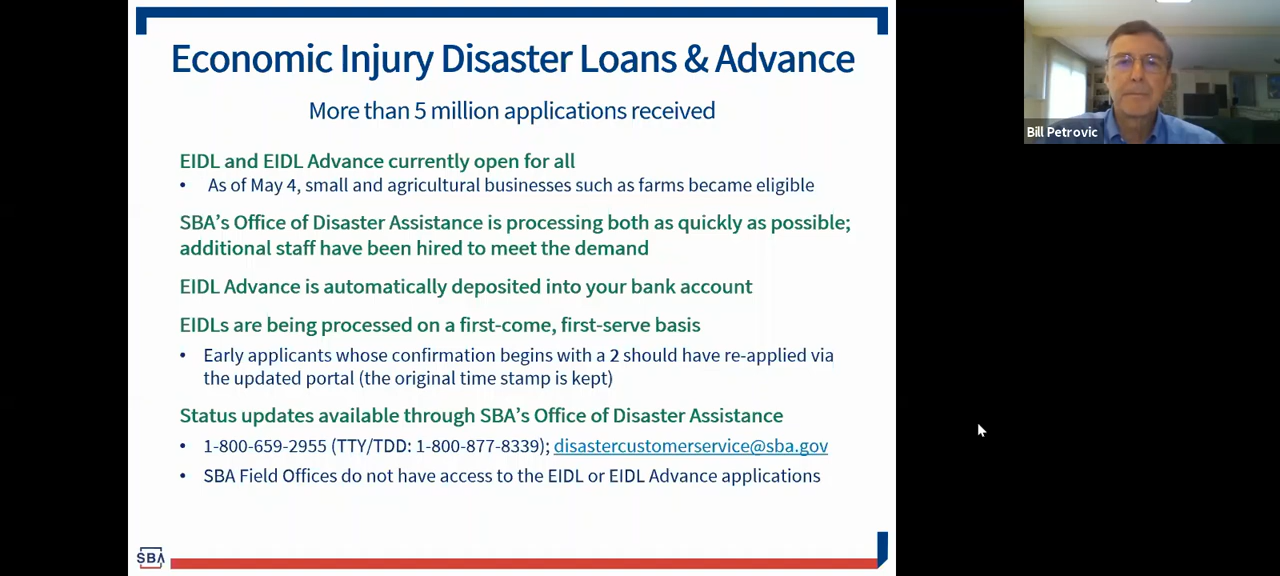 Economic Injury Disaster Loans & Advance
More than 5 million applications received
EIDL and EIDL Advance currently open for all
• As of May 4, small and agricultural businesses such as farms became eligible
SBA's Office of Disaster Assistance is processing both as quickly as possible;
additional staff have been hired to meet the demand
EIDL Advance is automatically deposited into your bank account
EIDLs are being processed on a first-come, first-serve basis
• Early applicants whose confirmation begins with a 2 should have re-applied via
the updated portal (the original time stamp is kept)
Status updates available through SBA's Office of Disaster Assistance
• 1-800-659-2955 (TTY/TDD: 1-800-877-8339); disastercustomerservice@sba.gov
• SBA Field Offices do not have access to the EIDL or EIDL Advance applications
SBA
Bill Petrovic